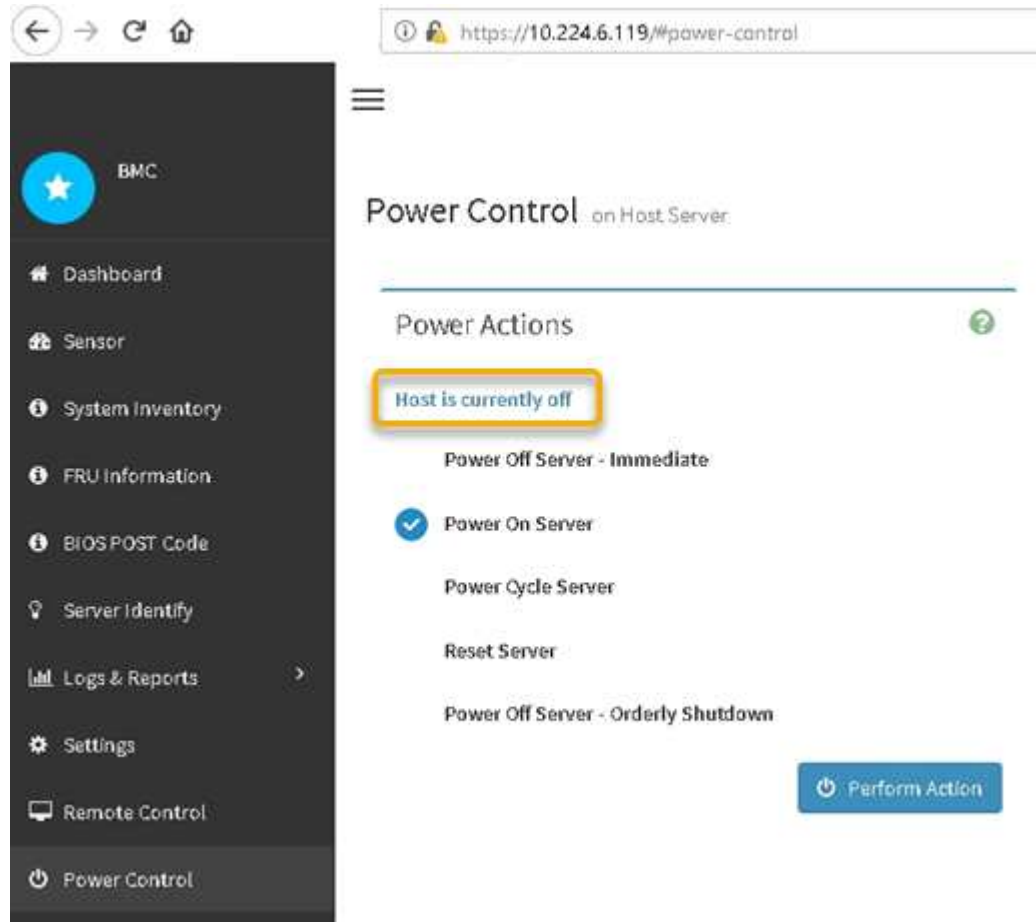 https://10.224.6.119/#power-control
BMC
Dashboard
Sensor
System Inventory
FRU Information
BIOS POST Code
Server Identify
Logs & Reports
Settings
Remote Control
Power Control
Power Control on Host Server
Power Actions
Host is currently off
Power Off Server - Immediate
Power On Server
Power Cycle Server
Reset Server
Power Off Server - Orderly Shutdown
Perform Action